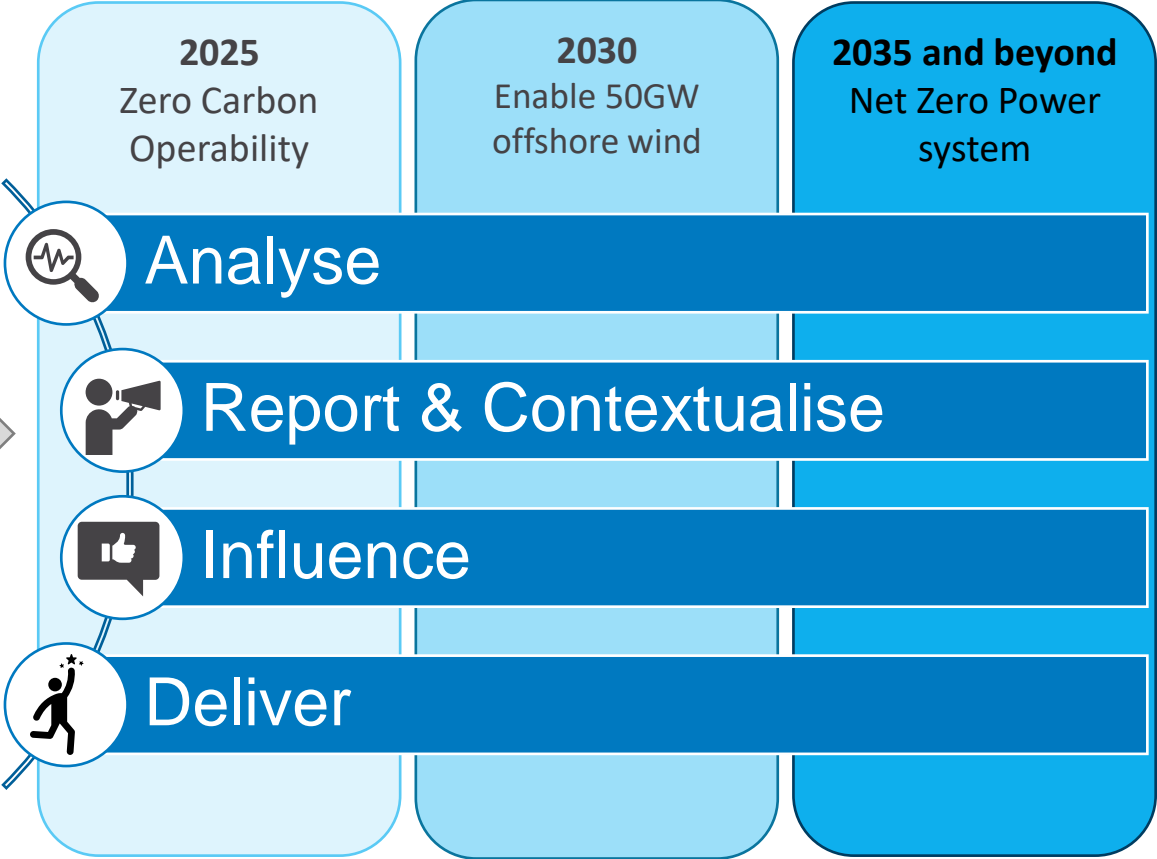 2025
Zero Carbon
Operability
2030
Enable 50GW
offshore wind
2035 and beyond
Net Zero Power
system
Analyse
Report & Contextualise
Influence
Deliver